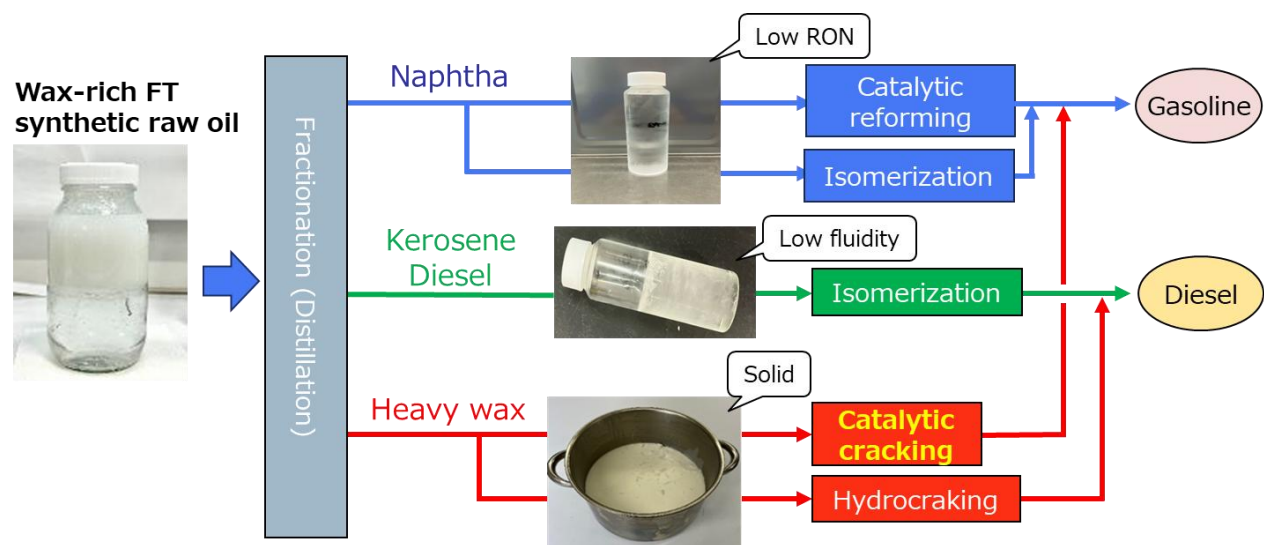 Wax-rich FT
synthetic raw oil
Fractionation (Distillation)
Naphtha
Low RON
Catalytic
reforming
Isomerization
Gasoline
Kerosene
Diesel
Low fluidity
Isomerization
Diesel
Heavy wax
Solid
Catalytic
cracking
Hydrocraking